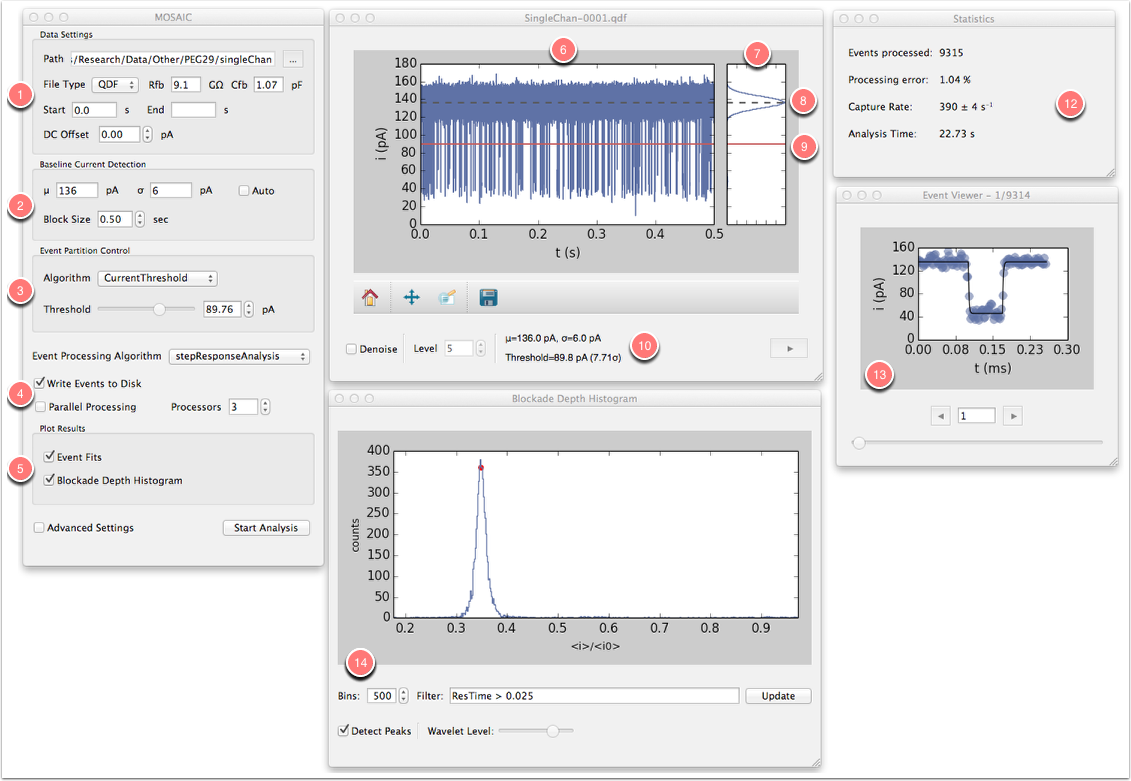 MOSAIC
Data Settings
Path :/Research/Data/Other/PEG29/singleChan ...
1
File Type QDF Rfb 9.1 GΩ Cfb 1.07 pF
Start 0.0 s End s
DC Offset 0.00 pA
Baseline Current Detection
μ 136 pA σ 6 pA Auto
2
Block Size 0.50 sec
Event Partition Control
Algorithm CurrentThreshold
3
Threshold 89.76 pA
Event Processing Algorithm stepResponseAnalysis
Write Events to Disk
4
Parallel Processing Processors 3
Plot Results
Event Fits
5
Blockade Depth Histogram
Advanced Settings Start Analysis
SingleChan-0001.qdf
6
7
180
160
140
120
100
80
60
40
20
0
i (pA)
8
9
0.0 0.1 0.2 0.3 0.4 0.5
t (s)
Denoise Level 5
μ=136.0 pA, σ=6.0 pA
Threshold=89.8 pA (7.71σ)
10
Blockade Depth Histogram
400
350
300
250
200
150
100
50
0
counts
0.2 0.3 0.4 0.5 0.6 0.7 0.8 0.9
<i>/<i0>
14
Bins: 500 Filter: ResTime > 0.025 Update
Detect Peaks Wavelet Level:
Statistics
Events processed: 9315
Processing error: 1.04 %
Capture Rate: 390 ± 4 s⁻¹
12
Analysis Time: 22.73 s
Event Viewer - 1/9314
160
120
80
40
0
i (pA)
0.00 0.08 0.15 0.23 0.30
t (ms)
13
1